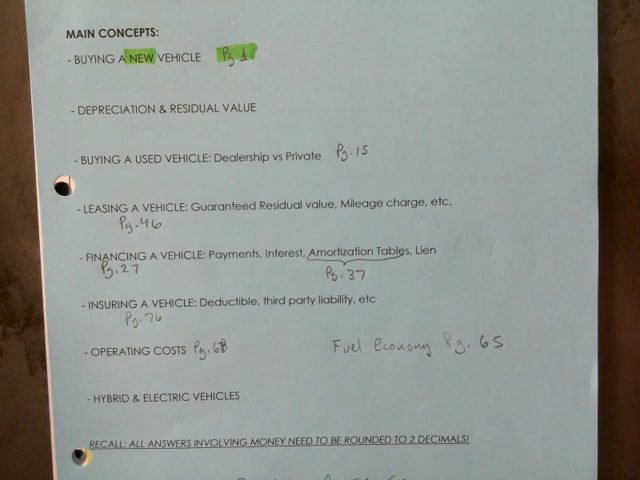 MAIN CONCEPTS:
- BUYING A NEW VEHICLE Pg 1
- DEPRECIATION & RESIDUAL VALUE
- BUYING A USED VEHICLE: Dealership vs Private Pg. 15
- LEASING A VEHICLE: Guaranteed Residual value, Mileage charge, etc.
Pg. 46
- FINANCING A VEHICLE: Payments, Interest, Amortization Tables, Lien
Pg. 27 Pg. 37
- INSURING A VEHICLE: Deductible, third party liability, etc
Pg. 76
- OPERATING COSTS Pg. 68 Fuel Economy Pg. 65
- HYBRID & ELECTRIC VEHICLES
RECALL: ALL ANSWERS INVOLVING MONEY NEED TO BE ROUNDED TO 2 DECIMALS!